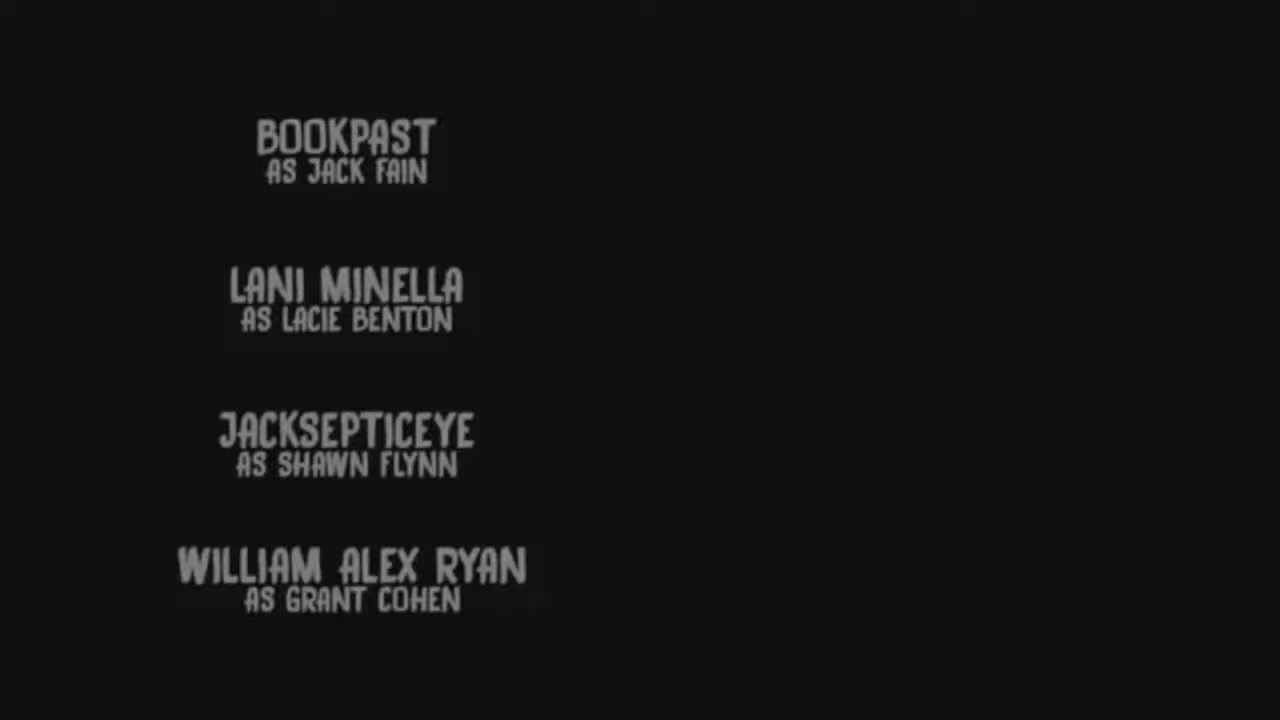 BOOKPAST
AS JACK FAIN
LANI MINELLA
AS LACIE BENTON
JACKSEPTICEYE
AS SHAWN FLYNN
WILLIAM ALEX RYAN
AS GRANT COHEN